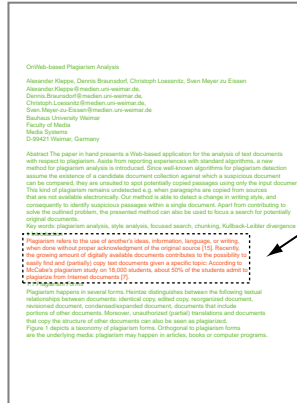 OnWeb-based Plagiarism Analysis
Alexander Kleppe, Dennis Braunsdorf, Christoph Loessnitz, Sven Meyer zu Eissen
Alexander.Kleppe@medien.uni-weimar.de,
Dennis.Braunsdorf@medien.uni-weimar.de,
Christoph.Loessnitz@medien.uni-weimar.de,
Sven.Meyer-zu-Eissen@medien.uni-weimar.de
Bauhaus University Weimar
Faculty of Media
Media Systems
D-99421 Weimar, Germany
Abstract The paper in hand presents a Web-based application for the analysis of text documents
with respect to plagiarism. Aside from reporting experiences with standard algorithms, a new
method for plagiarism analysis is introduced. Since well-known algorithms for plagiarism detection
assume the existence of a candidate document collection against which a suspicious document
can be compared, they are unsuited to spot potentially copied passages using only the input document.
This kind of plagiarism remains undetected e.g. when paragraphs are copied from sources
that are not available electronically. Our method is able to detect a change in writing style, and
consequently to identify suspicious passages within a single document. Apart from contributing to
solve the outlined problem, the presented method can also be used to focus a search for potentially
original documents.
Key words: plagiarism analysis, style analysis, focused search, chunking, Kullback-Leibler divergence
Plagiarism refers to the use of another's ideas, information, language, or writing,
when done without proper acknowledgment of the original source [15]. Recently,
the growing amount of digitally available documents contributes to the possibility to
easily find and (partially) copy text documents given a specific topic: According to
McCabe's plagiarism study on 18,000 students, about 50% of the students admit to
plagiarize from Internet documents [7].
Plagiarism happens in several forms. Heintze distinguishes between the following textual
relationships between documents: identical copy, edited copy, reorganized document,
revisioned document, condensed/expanded document, documents that include
portions of other documents. Moreover, unauthorized (partial) translations and documents
that copy the structure of other documents can also be seen as plagiarized.
Figure 1 depicts a taxonomy of plagiarism forms. Orthogonal to plagiarism forms
are the underlying media: plagiarism may happen in articles, books or computer programs.